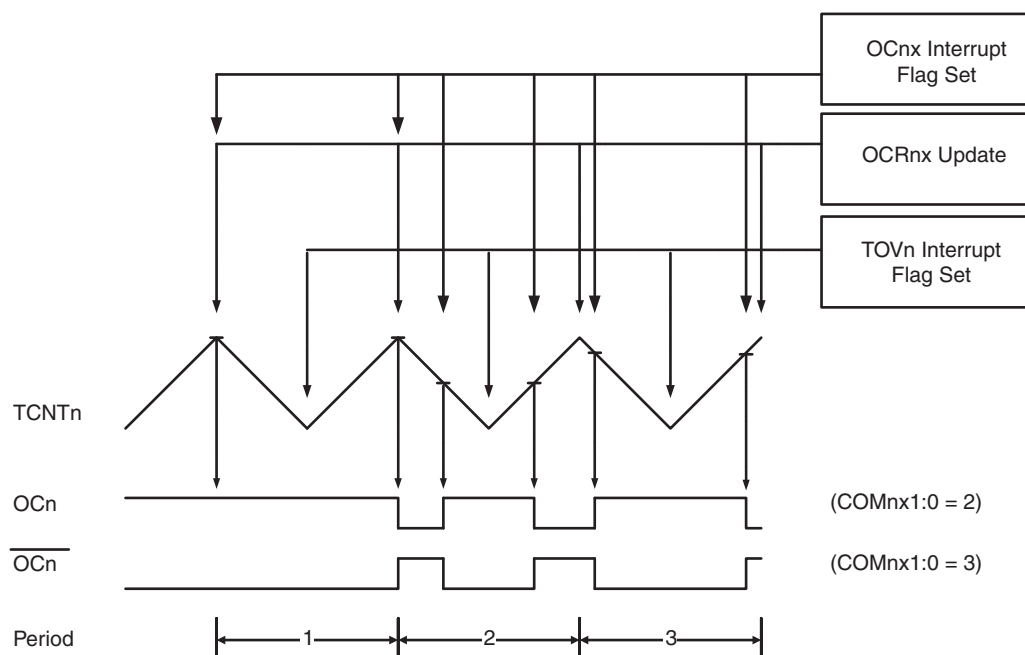 OCnx Interrupt
Flag Set
OCRnx Update
TOVn Interrupt
Flag Set
TCNTn
OCn
(COMnx1:0 = 2)
OCn
(COMnx1:0 = 3)
Period
1
2
3